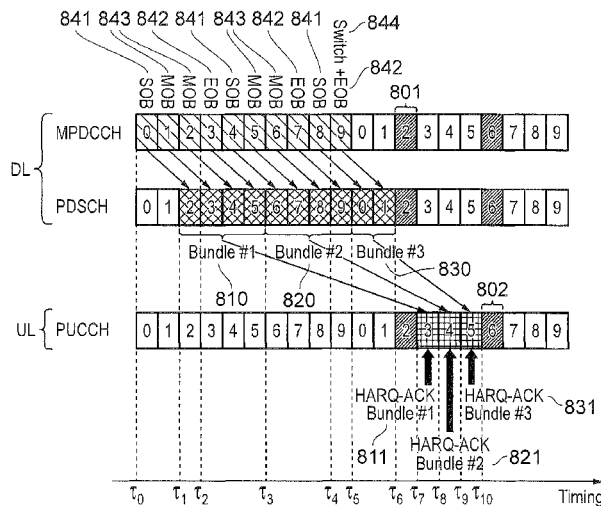 841 843 842 841 843 842 841 844
SOB MOB MOB EOB SOB MOB MOB EOB SOB Switch +EOB
842
801
DL
MPDCCH 0 1 2 3 4 5 6 7 8 9 0 1 2 3 4 5 6 7 8 9
PDSCH 0 1 2 3 4 5 6 7 8 9 0 1 2 3 4 5 6 7 8 9
Bundle #1 Bundle #2 Bundle #3
810 820 830
802
UL PUCCH 0 1 2 3 4 5 6 7 8 9 0 1 2 3 4 5 6 7 8 9
HARQ-ACK
Bundle #1
811
HARQ-ACK
Bundle #2
821
HARQ-ACK
Bundle #3
831
τ0 τ1 τ2 τ3 τ4 τ5 τ6 τ7 τ8 τ9 τ10 Timing